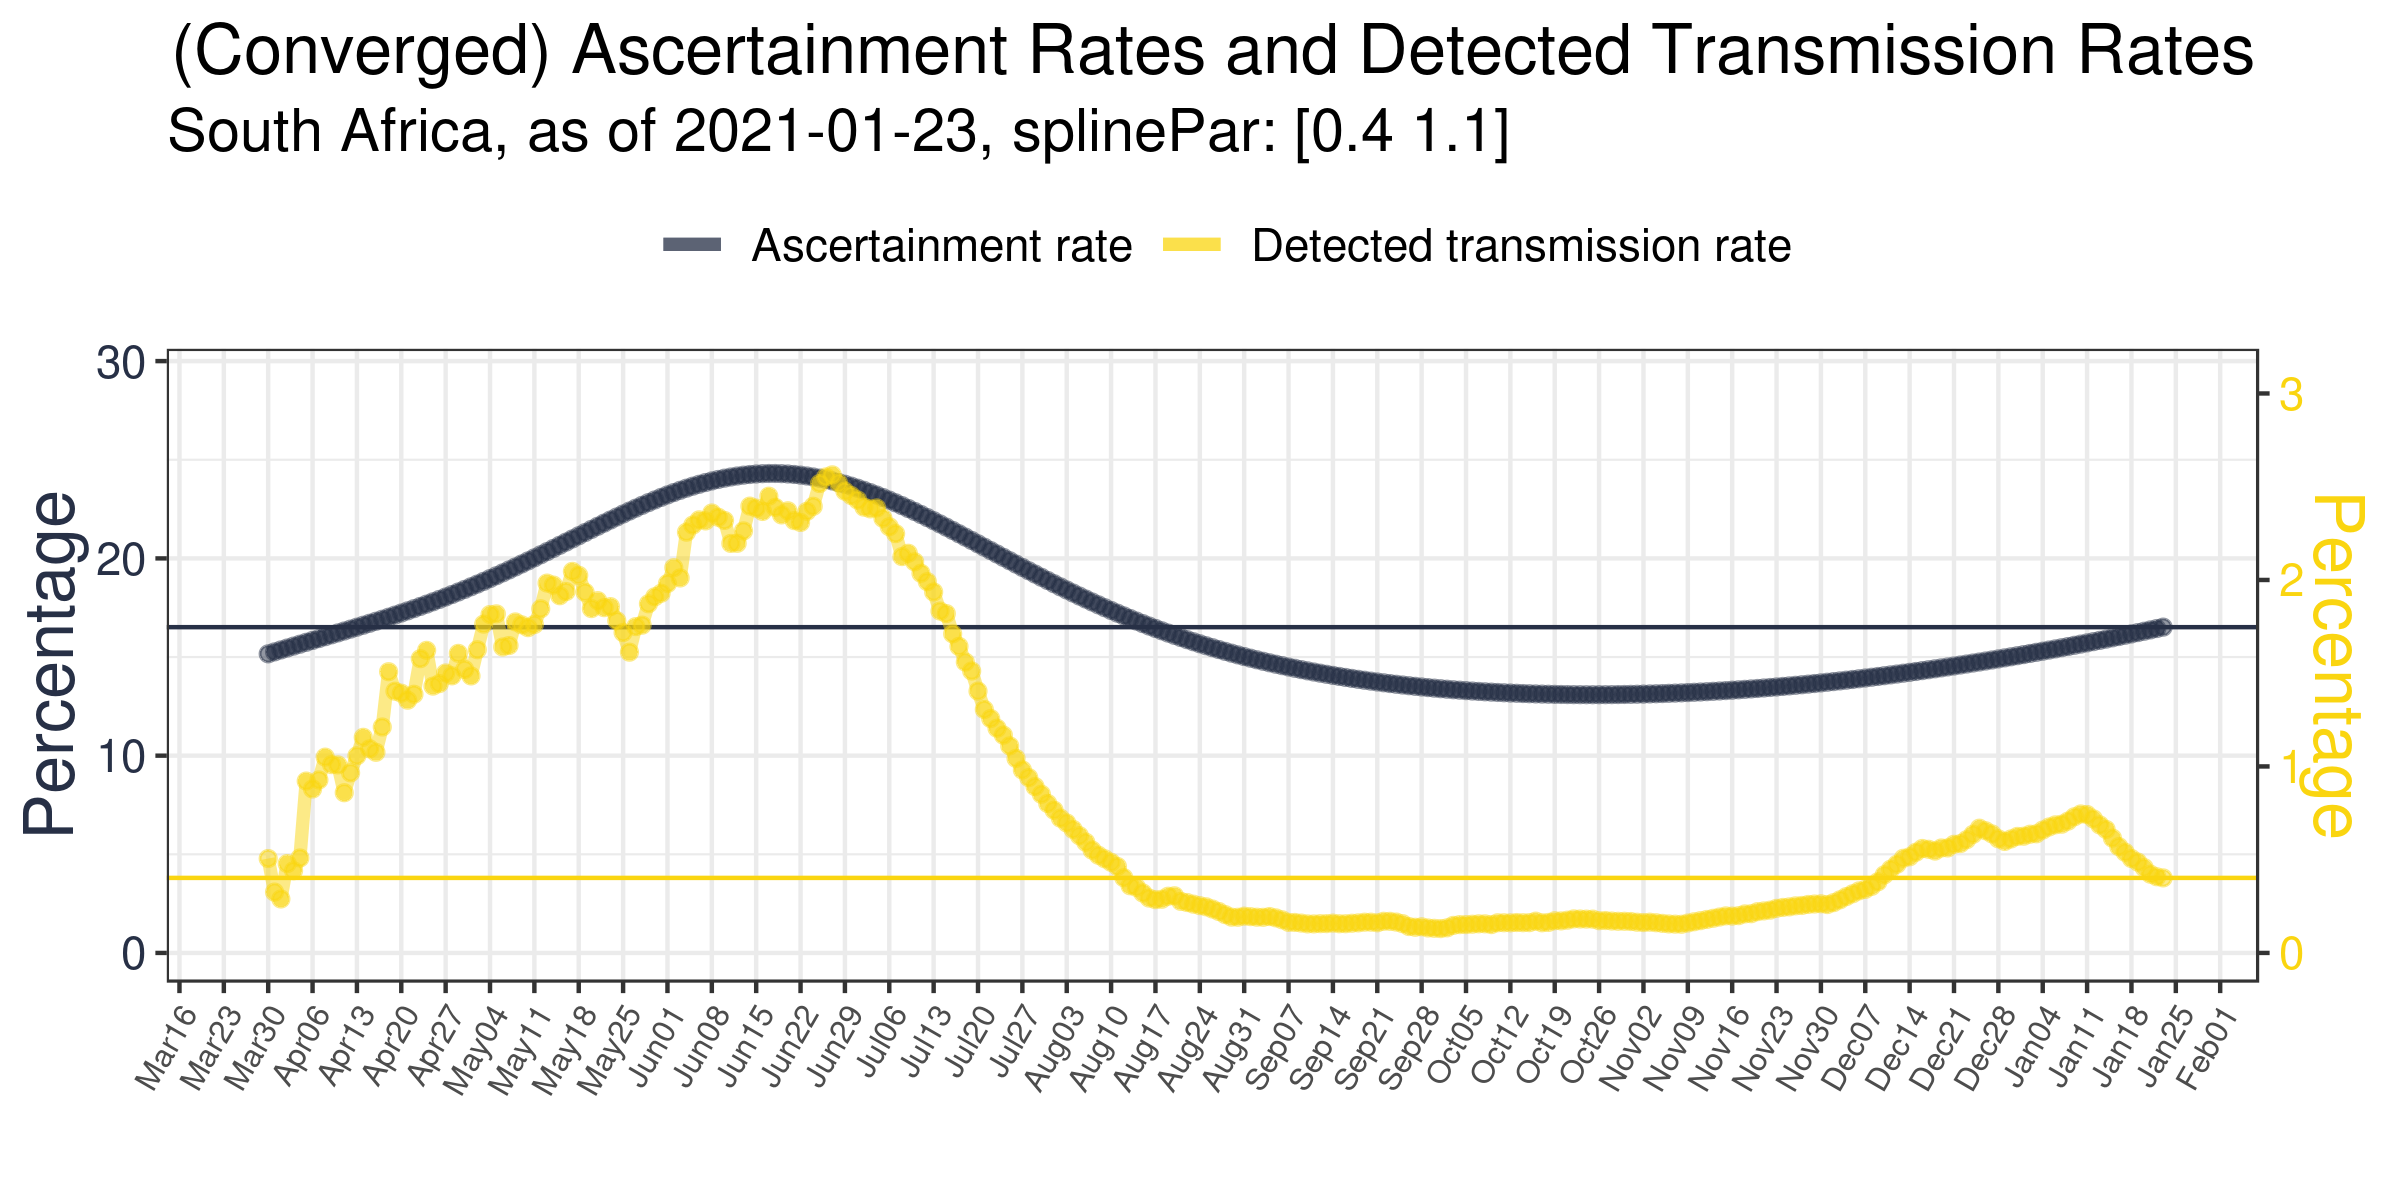 (Converged) Ascertainment Rates and Detected Transmission Rates
South Africa, as of 2021-01-23, splinePar: [0.4 1.1]
Ascertainment rate
Detected transmission rate
Percentage
30
20
10
0
3
2
1
0
Percentage
Mar16
Mar23
Mar30
Apr06
Apr13
Apr20
Apr27
May04
May11
May18
May25
Jun01
Jun08
Jun15
Jun22
Jun29
Jul06
Jul13
Jul20
Jul27
Aug03
Aug10
Aug17
Aug24
Aug31
Sep07
Sep14
Sep21
Sep28
Oct05
Oct12
Oct19
Oct26
Nov02
Nov09
Nov16
Nov23
Nov30
Dec07
Dec14
Dec21
Dec28
Jan04
Jan11
Jan18
Jan25
Feb01